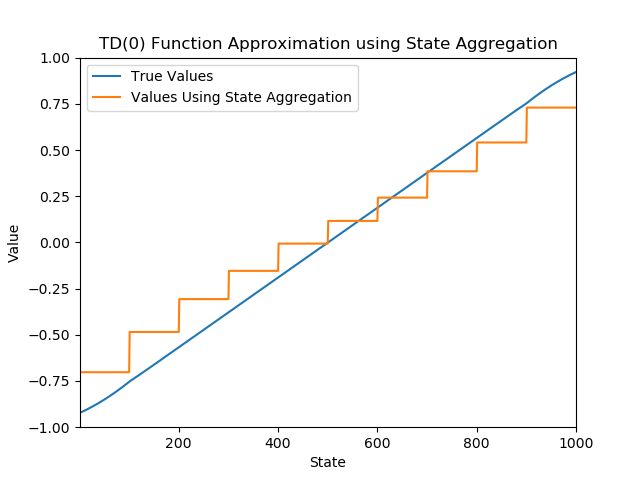 TD(0) Function Approximation using State Aggregation
True Values
Values Using State Aggregation
1.00
0.75
0.50
0.25
0.00
−0.25
−0.50
−0.75
−1.00
Value
200
400
600
800
1000
State